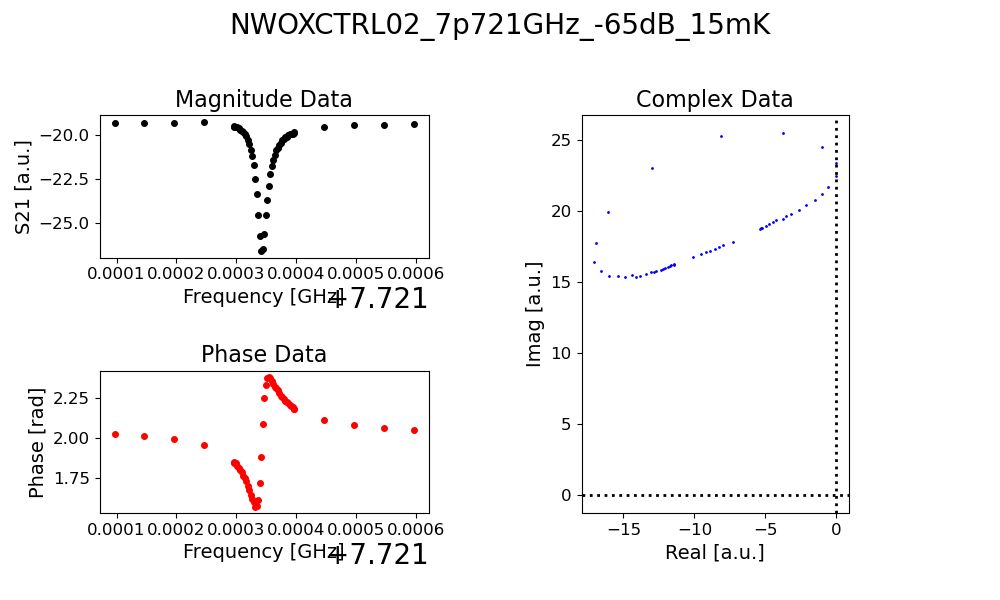 NWOXCTRL02_7p721GHz_-65dB_15mK
Magnitude Data
S21 [a.u.]
−20.0
−22.5
−25.0
0.0001 0.0002 0.0003 0.0004 0.0005 0.0006
Frequency [GHz]
+7.721
Phase Data
Phase [rad]
2.25
2.00
1.75
0.0001 0.0002 0.0003 0.0004 0.0005 0.0006
Frequency [GHz]
+7.721
Complex Data
Imag [a.u.]
25
20
15
10
5
0
−15 −10 −5 0
Real [a.u.]